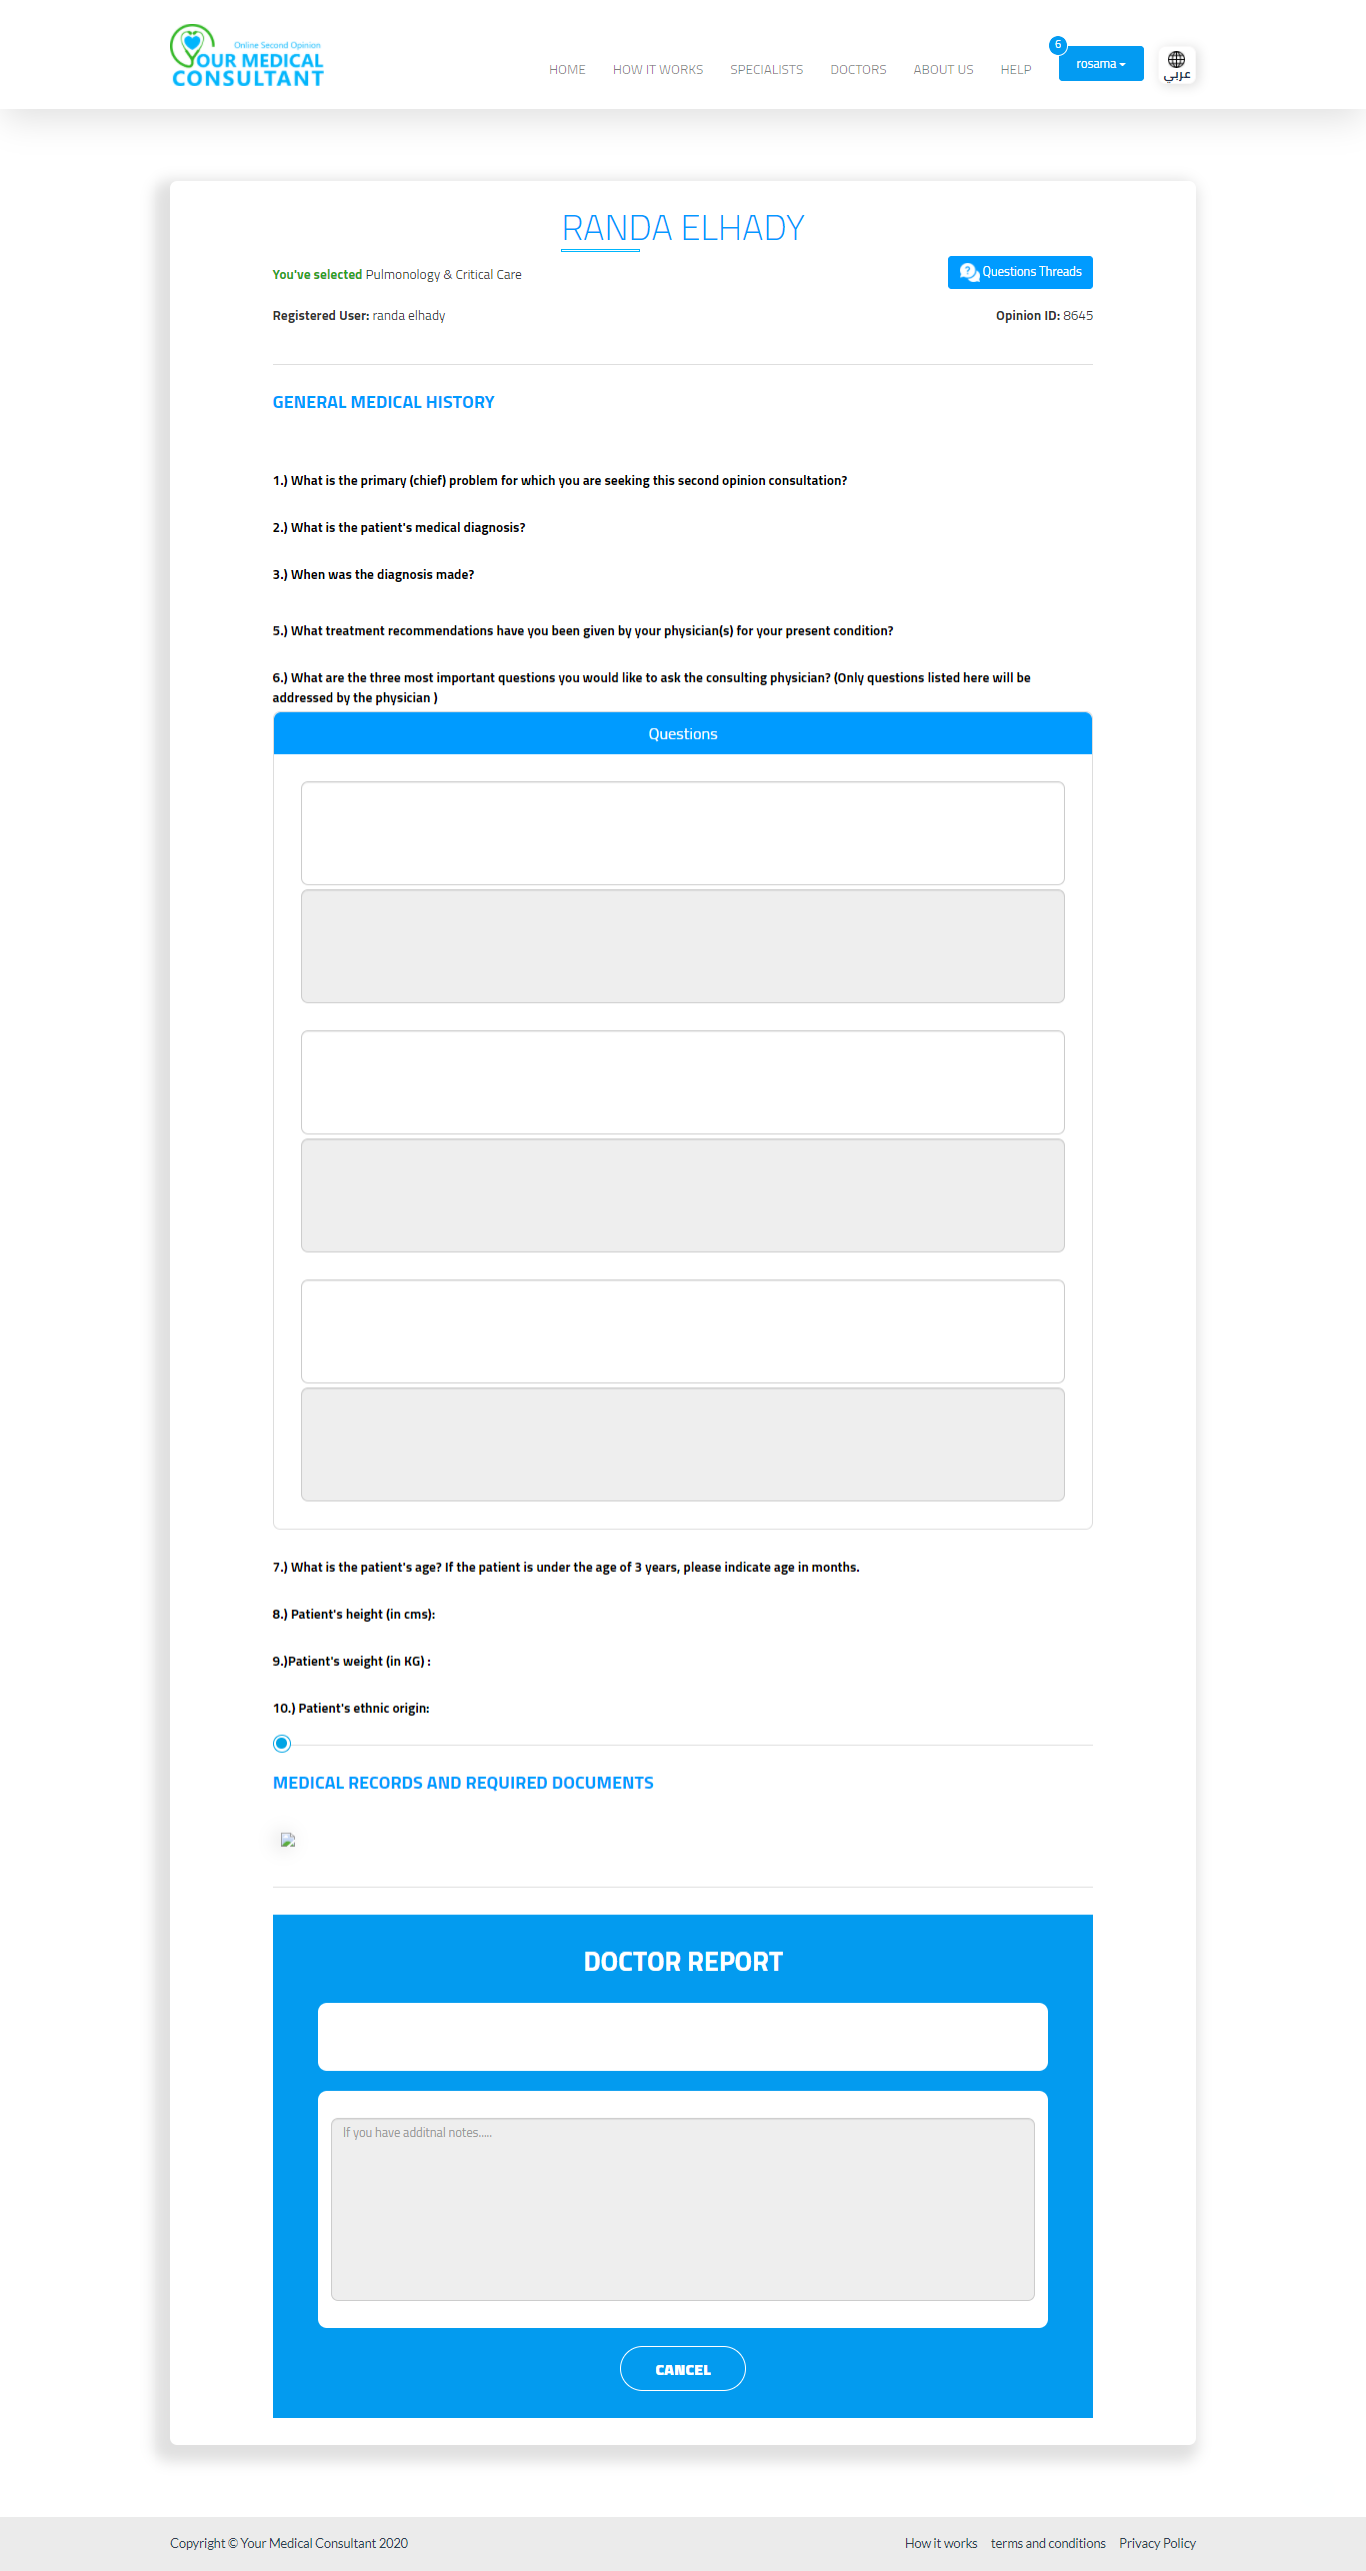 Online Second Opinion
YOUR MEDICAL
CONSULTANT
HOME
HOW IT WORKS
SPECIALISTS
DOCTORS
ABOUT US
HELP
6
rosama
عربي
RANDA ELHADY
You've selected Pulmonology & Critical Care
Questions Threads
Registered User: randa elhady
Opinion ID: 8645
GENERAL MEDICAL HISTORY
1.) What is the primary (chief) problem for which you are seeking this second opinion consultation?
2.) What is the patient's medical diagnosis?
3.) When was the diagnosis made?
5.) What treatment recommendations have you been given by your physician(s) for your present condition?
6.) What are the three most important questions you would like to ask the consulting physician? (Only questions listed here will be
addressed by the physician )
Questions
7.) What is the patient's age? If the patient is under the age of 3 years, please indicate age in months.
8.) Patient's height (in cms):
9.)Patient's weight (in KG) :
10.) Patient's ethnic origin:
MEDICAL RECORDS AND REQUIRED DOCUMENTS
DOCTOR REPORT
If you have additnal notes.....
CANCEL
Copyright © Your Medical Consultant 2020
How it works
terms and conditions
Privacy Policy